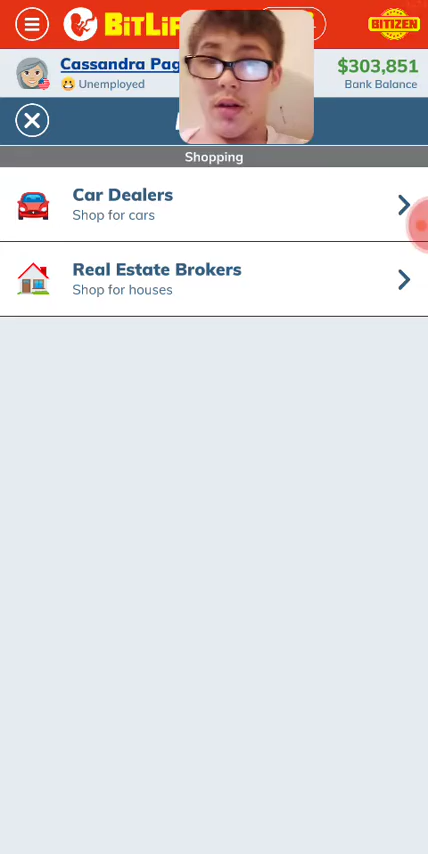 BITLIF
BITIZEN
Cassandra Pag
$303,851
Unemployed
Bank Balance
Shopping
Car Dealers
Shop for cars
Real Estate Brokers
Shop for houses